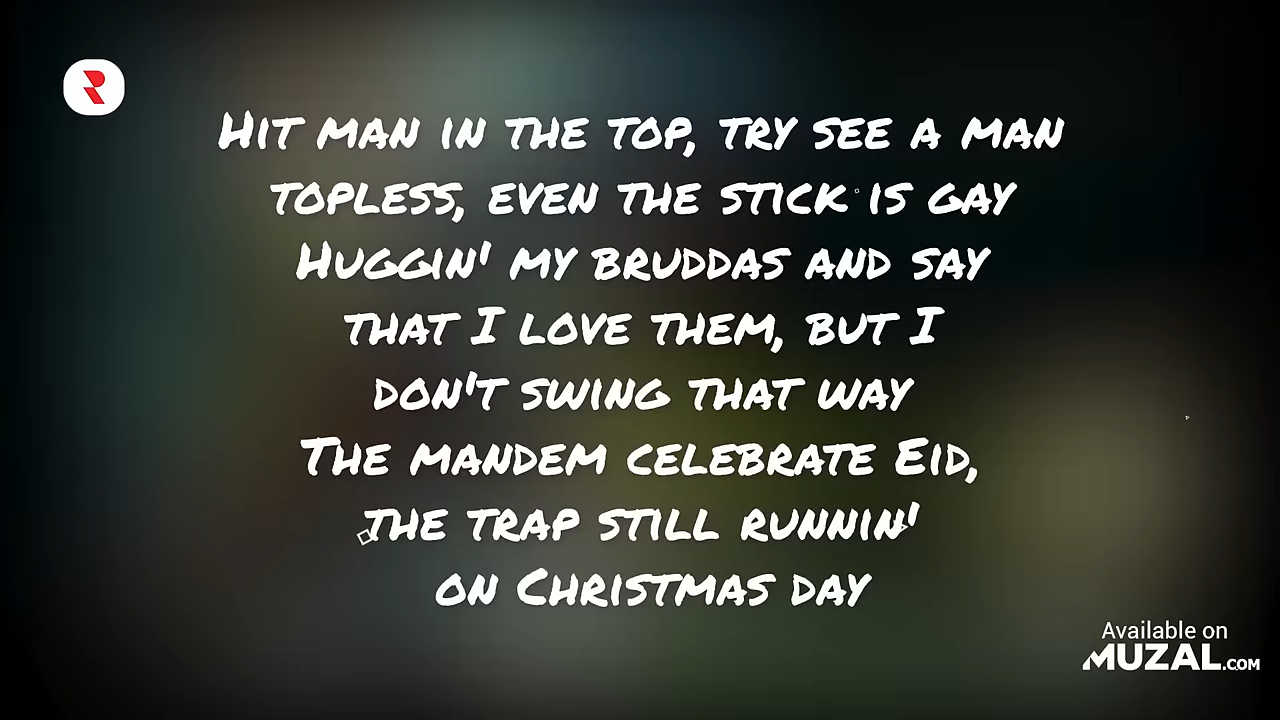 Hit man in the top, try see a man
topless, even the stick is gay
Huggin' my bruddas and say
that I love them, but I
don't swing that way
The mandem celebrate Eid,
the trap still runnin'
on Christmas day
Available on
MUZAL.COM